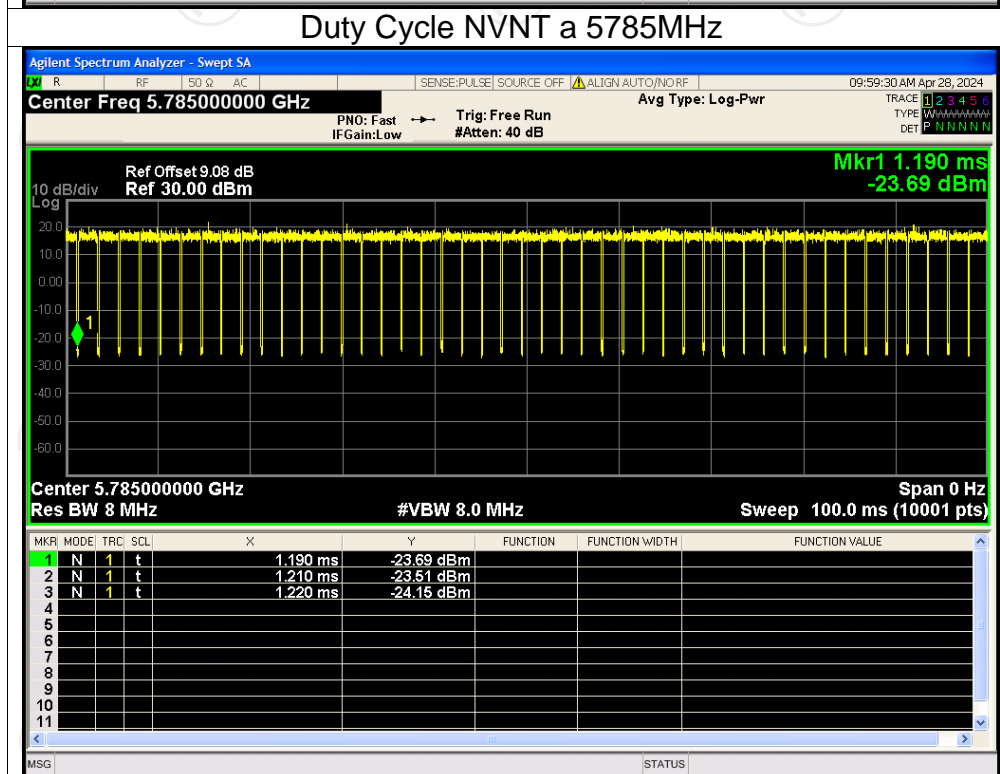 Duty Cycle NVNT a 5785MHz
Agilent Spectrum Analyzer - Swept SA
LXI R RF 50 Ω AC SENSE:PULSE SOURCE OFF ALIGN AUTO/NORF 09:59:30 AM Apr 28, 2024
Center Freq 5.785000000 GHz Avg Type: Log-Pwr TRACE 1 2 3 4 5 6
PNO: Fast Trig: Free Run TYPE WWWWWW
IFGain:Low #Atten: 40 dB DET P N N N N N
Mkr1 1.190 ms
Ref Offset 9.08 dB
10 dB/div Ref 30.00 dBm -23.69 dBm
Log
20.0
10.0
0.00
-10.0
1
-20.0
-30.0
-40.0
-50.0
-60.0
Center 5.785000000 GHz Span 0 Hz
Res BW 8 MHz #VBW 8.0 MHz Sweep 100.0 ms (10001 pts)
MKR MODE TRC SCL X Y FUNCTION FUNCTION WIDTH FUNCTION VALUE
1 N 1 t 1.190 ms -23.69 dBm
2 N 1 t 1.210 ms -23.51 dBm
3 N 1 t 1.220 ms -24.15 dBm
4
5
6
7
8
9
10
11
MSG STATUS